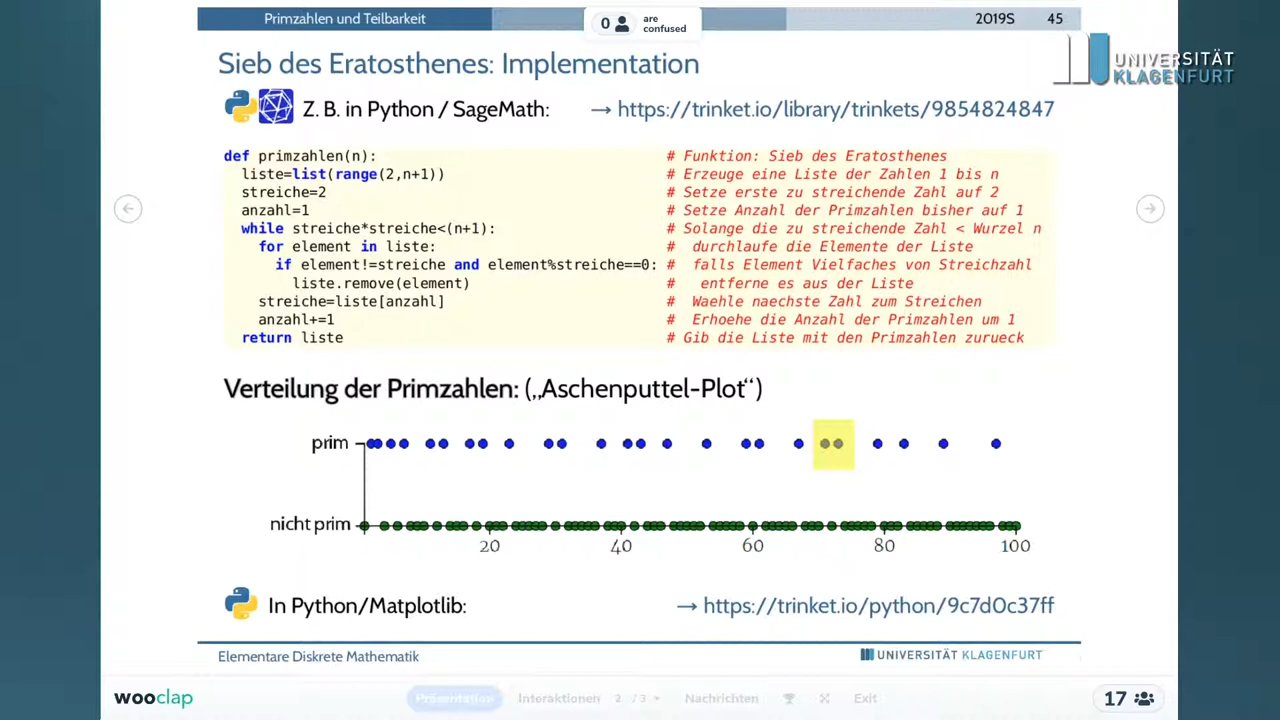 Primzahlen und Teilbarkeit
2019S 45
0 are confused
UNIVERSITÄT
KLAGENFURT
Sieb des Eratosthenes: Implementation
Z. B. in Python / SageMath: → https://trinket.io/library/trinkets/9854824847
def primzahlen(n): # Funktion: Sieb des Eratosthenes
liste=list(range(2,n+1)) # Erzeuge eine Liste der Zahlen 1 bis n
streiche=2 # Setze erste zu streichende Zahl auf 2
anzahl=1 # Setze Anzahl der Primzahlen bisher auf 1
while streiche*streiche<(n+1): # Solange die zu streichende Zahl < Wurzel n
for element in liste: # durchlaufe die Elemente der Liste
if element!=streiche and element%streiche==0: # falls Element Vielfaches von Streichzahl
liste.remove(element) # entferne es aus der Liste
streiche=liste[anzahl] # Waehle naechste Zahl zum Streichen
anzahl+=1 # Erhoehe die Anzahl der Primzahlen um 1
return liste # Gib die Liste mit den Primzahlen zurueck
Verteilung der Primzahlen: („Aschenputtel-Plot“)
prim
nicht prim
20 40 60 80 100
In Python/Matplotlib: → https://trinket.io/python/9c7d0c37ff
Elementare Diskrete Mathematik
UNIVERSITÄT KLAGENFURT
wooclap
Präsentation Interaktionen 2 / 3 Nachrichten Exit
17